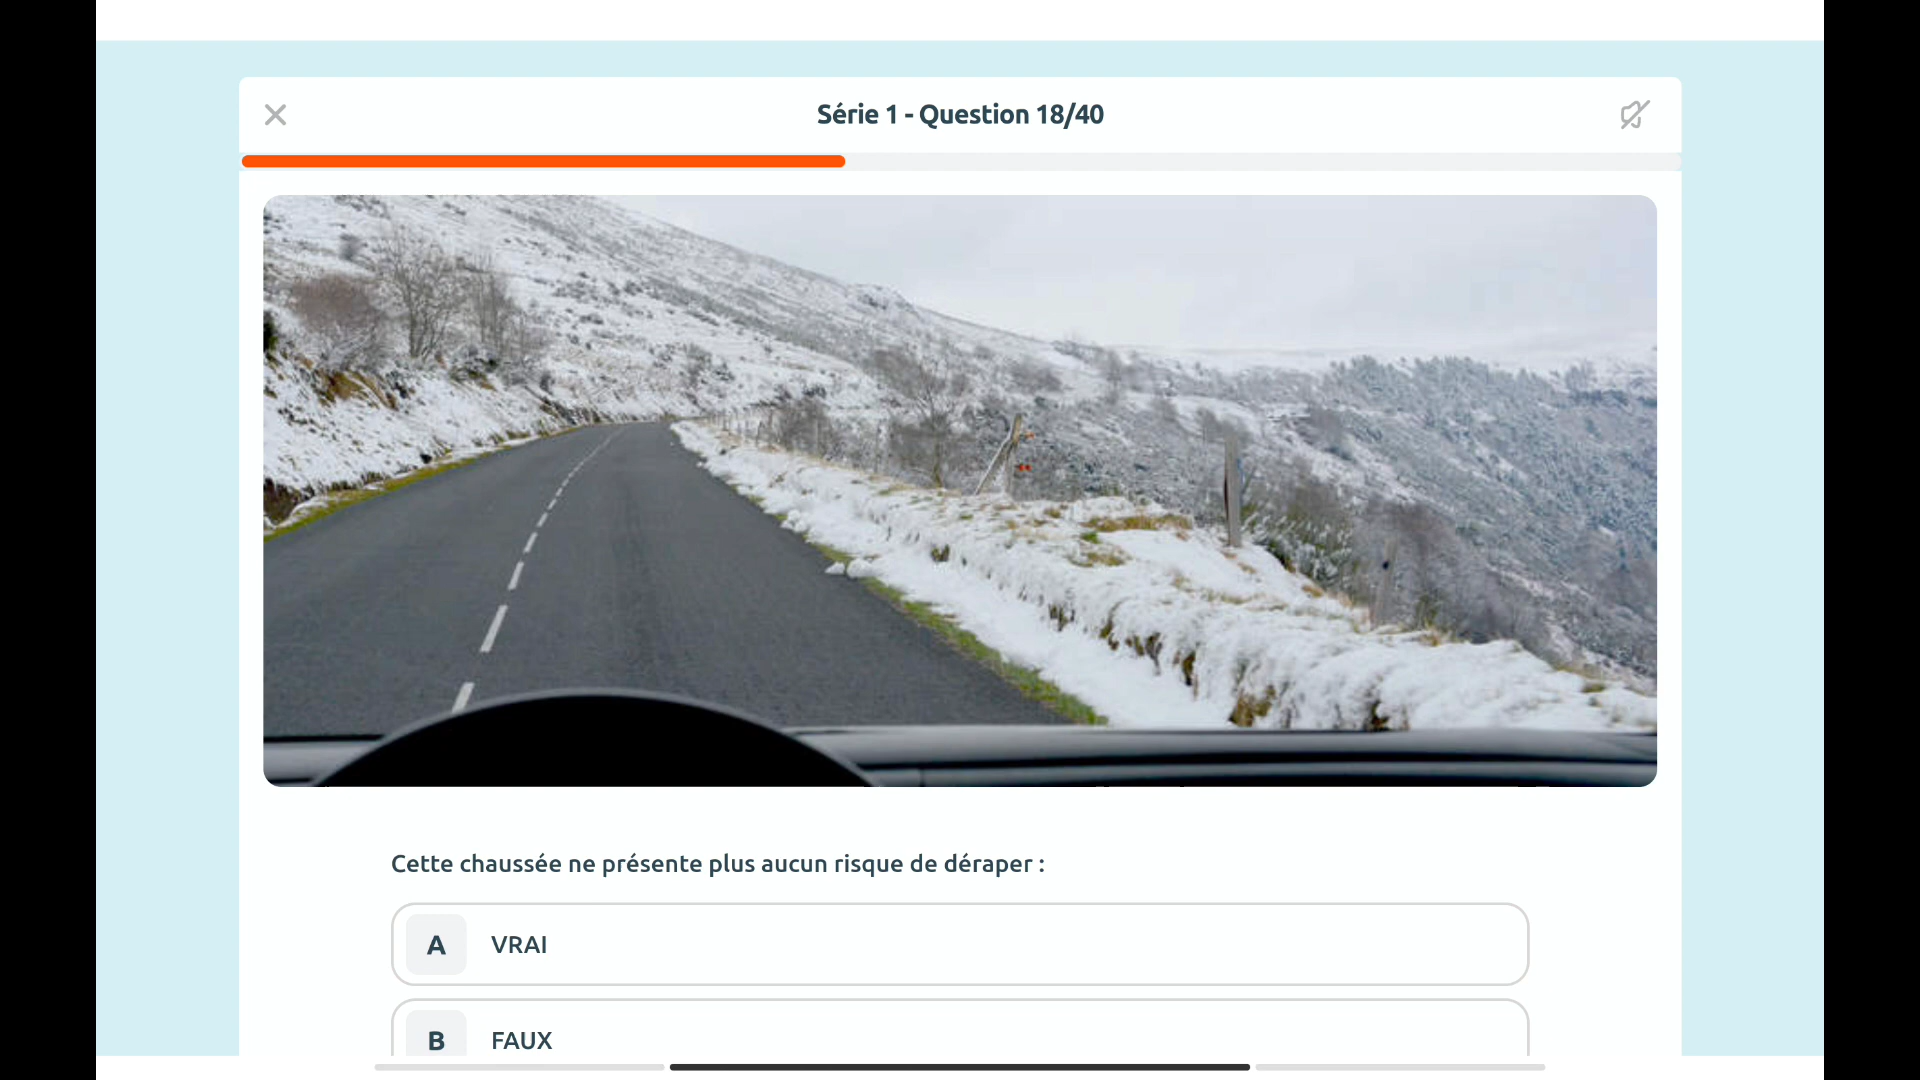 Série 1 - Question 18/40
Cette chaussée ne présente plus aucun risque de déraper :
A VRAI
B FAUX